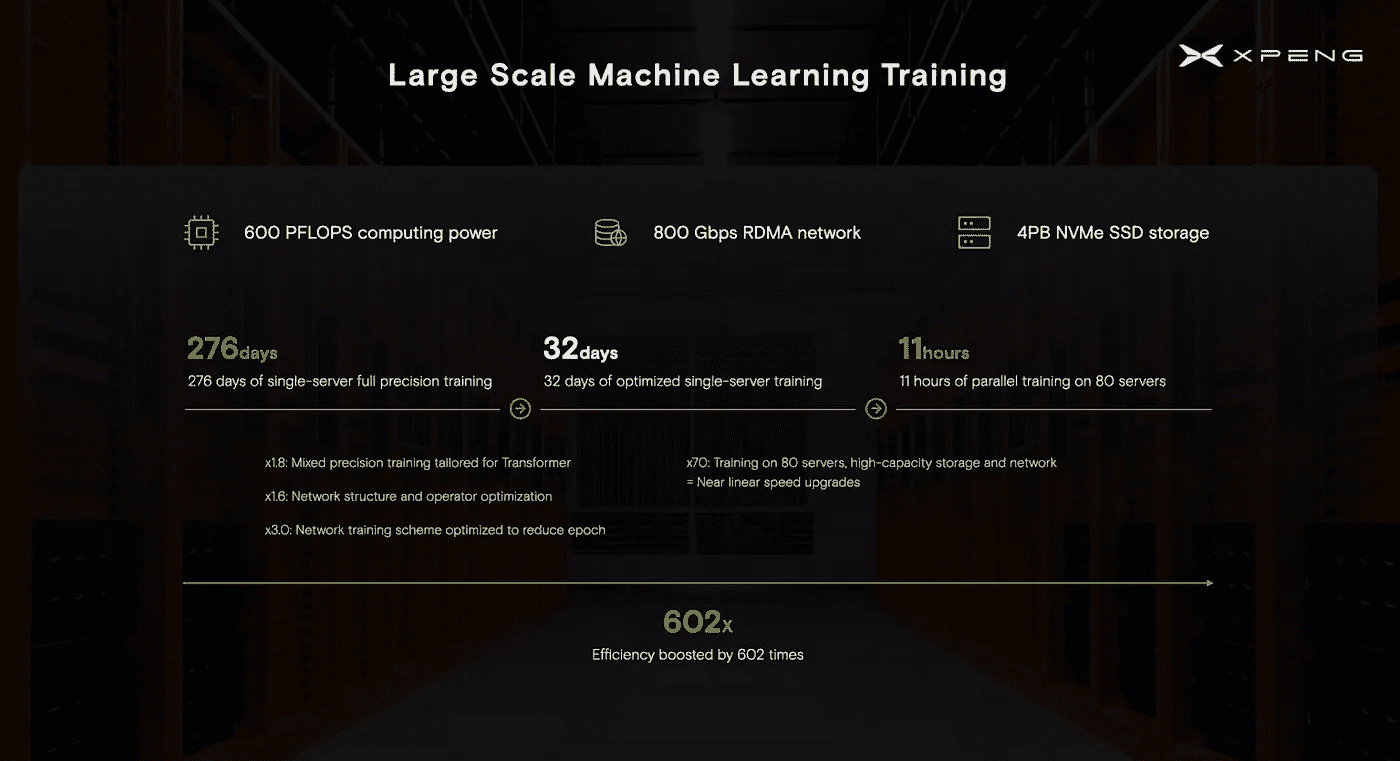 XPENG
Large Scale Machine Learning Training
600 PFLOPS computing power
800 Gbps RDMA network
4PB NVMe SSD storage
276days
276 days of single-server full precision training
32days
32 days of optimized single-server training
11hours
11 hours of parallel training on 80 servers
x1.8: Mixed precision training tailored for Transformer
x1.6: Network structure and operator optimization
x3.0: Network training scheme optimized to reduce epoch
x70: Training on 80 servers, high-capacity storage and network
= Near linear speed upgrades
602x
Efficiency boosted by 602 times